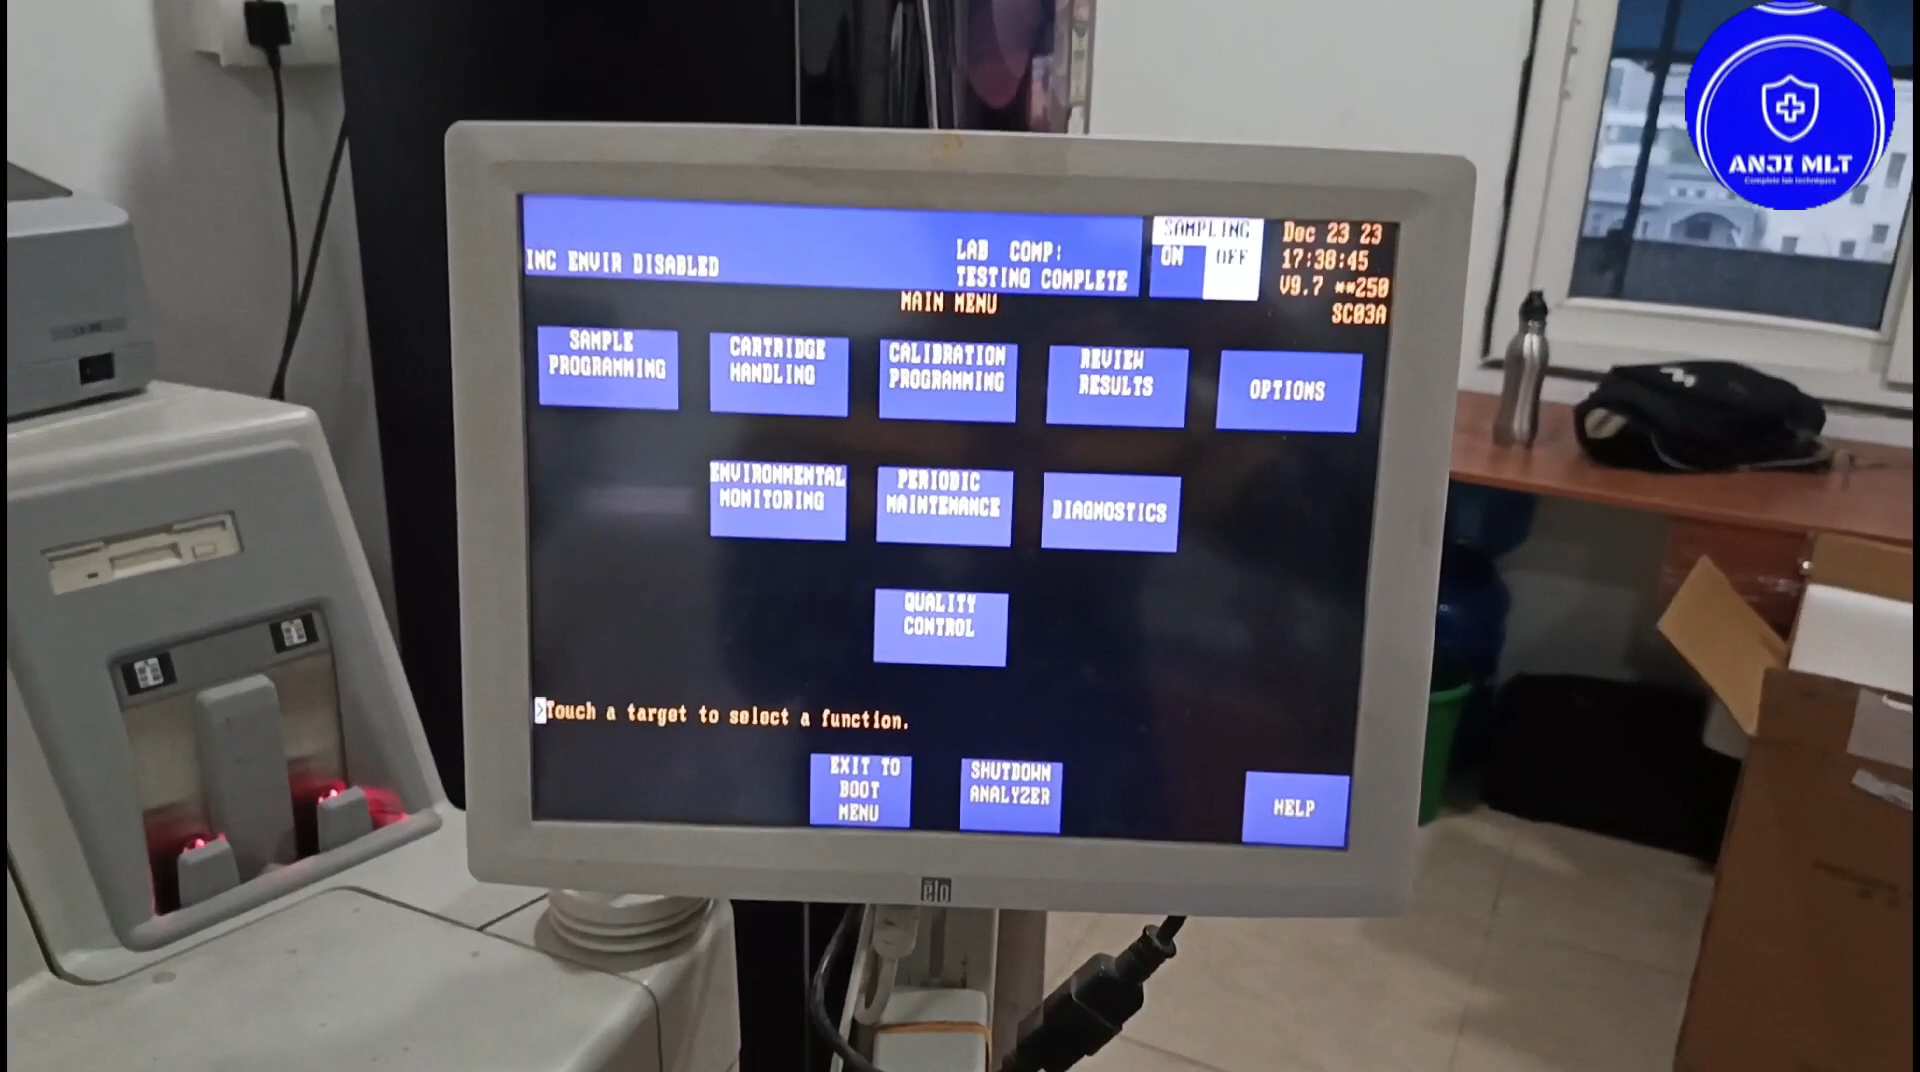 ANJI MLT
Complete lab techniques
INC ENVIR DISABLED
LAB COMP:
TESTING COMPLETE
SAMPLING
ON OFF
Dec 23 23
17:38:45
V9.7 **250
SC03A
MAIN MENU
SAMPLE
PROGRAMMING
CARTRIDGE
HANDLING
CALIBRATION
PROGRAMMING
REVIEW
RESULTS
OPTIONS
ENVIRONMENTAL
MONITORING
PERIODIC
MAINTENANCE
DIAGNOSTICS
QUALITY
CONTROL
>Touch a target to select a function.
EXIT TO
BOOT
MENU
SHUTDOWN
ANALYZER
HELP
elo